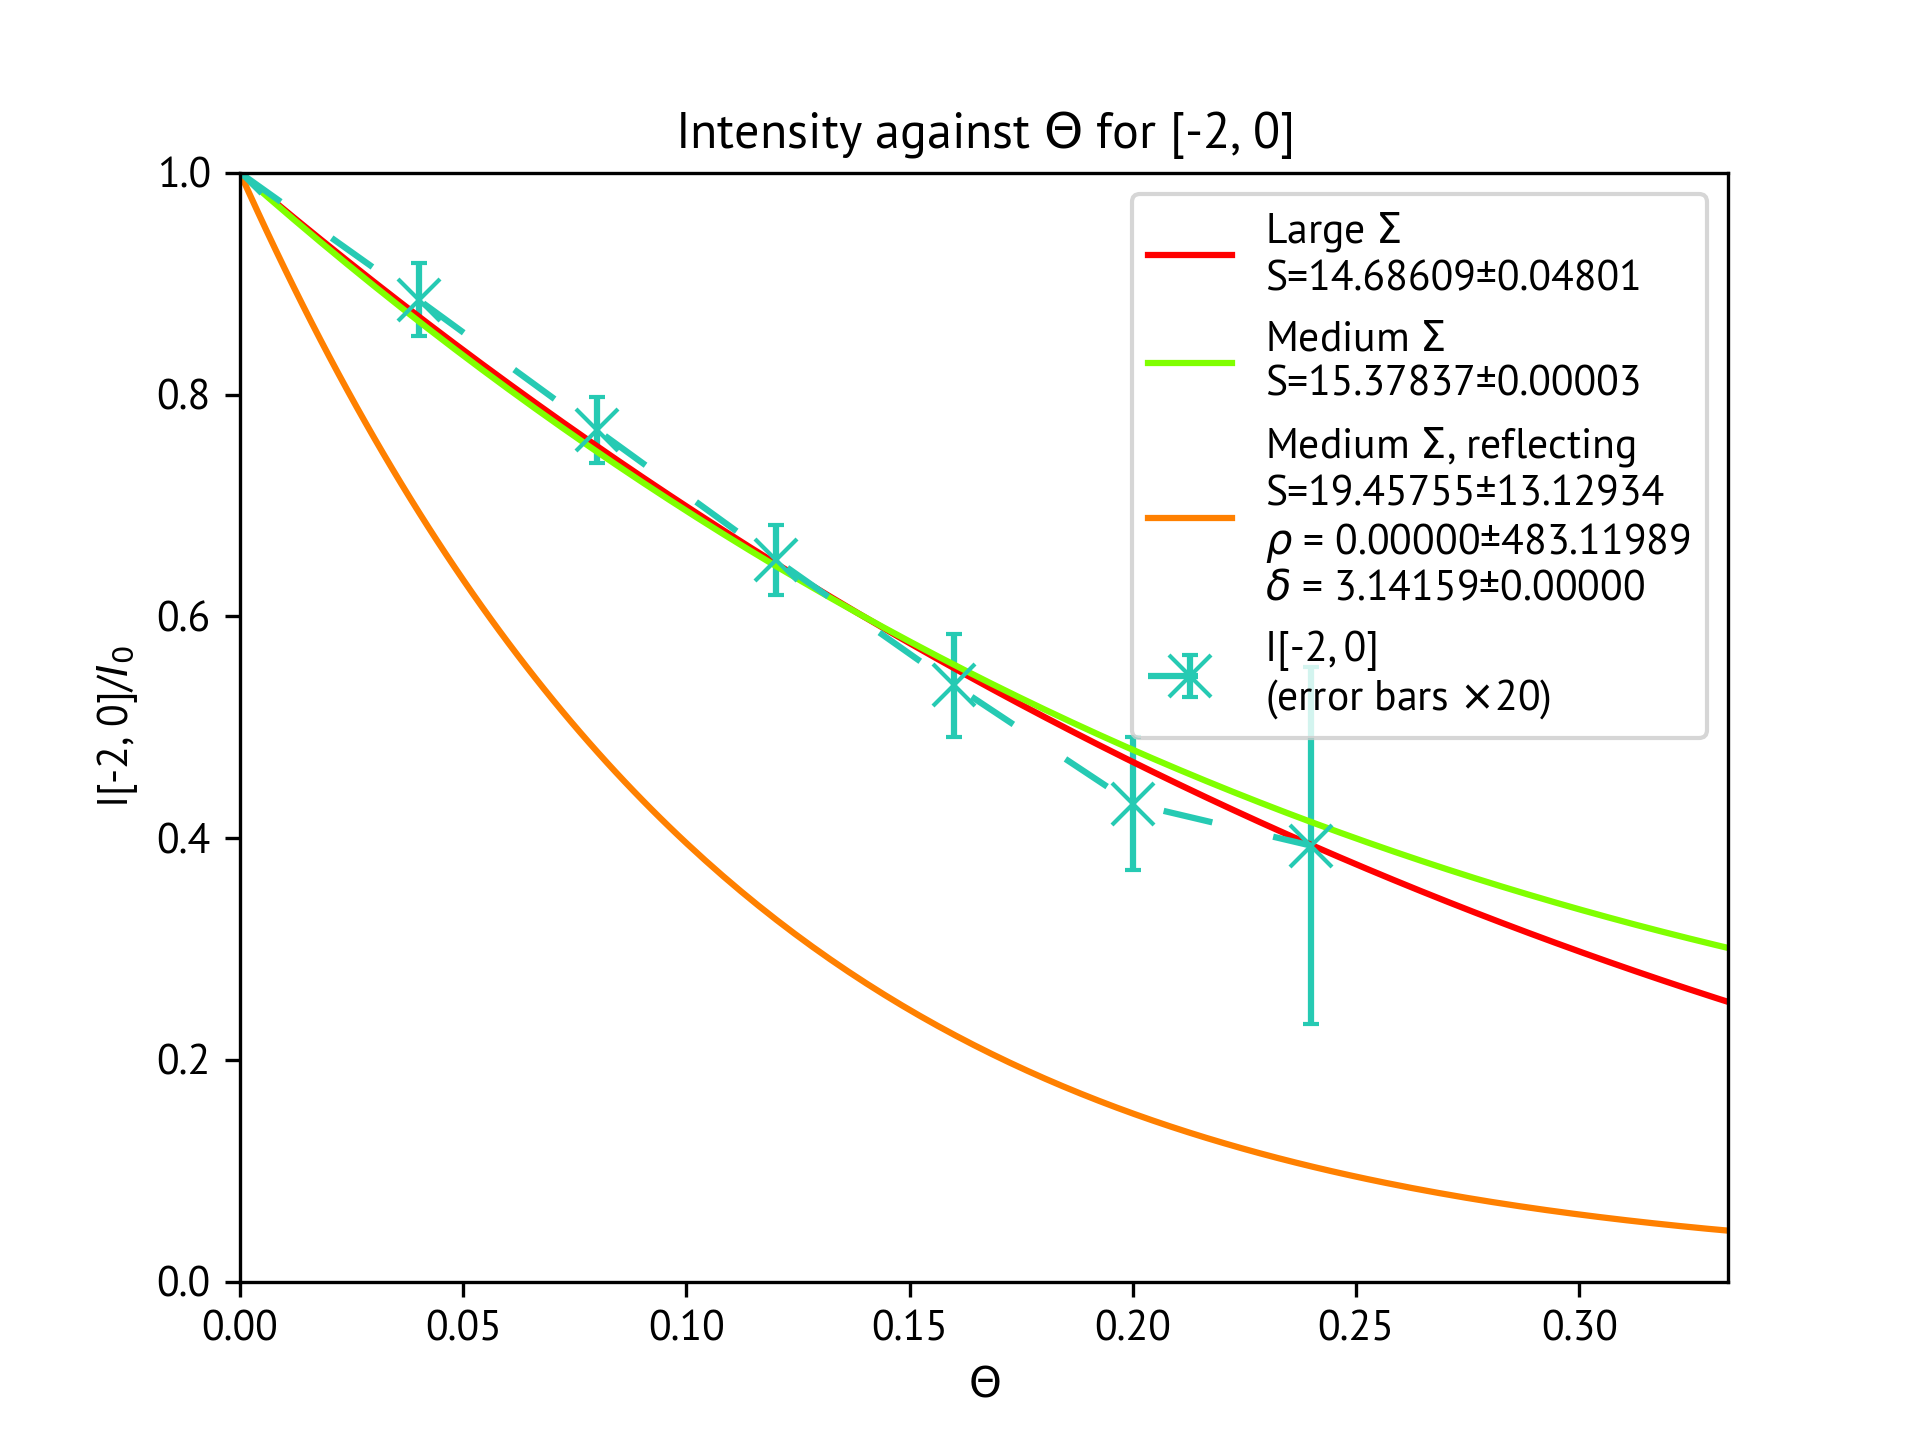 Intensity against Θ for [-2, 0]
1.0
0.8
0.6
0.4
0.2
0.0
I[-2, 0]/I₀
Large Σ
S=14.68609±0.04801
Medium Σ
S=15.37837±0.00003
Medium Σ, reflecting
S=19.45755±13.12934
ρ = 0.00000±483.11989
δ = 3.14159±0.00000
I[-2, 0]
(error bars ×20)
0.00 0.05 0.10 0.15 0.20 0.25 0.30
Θ